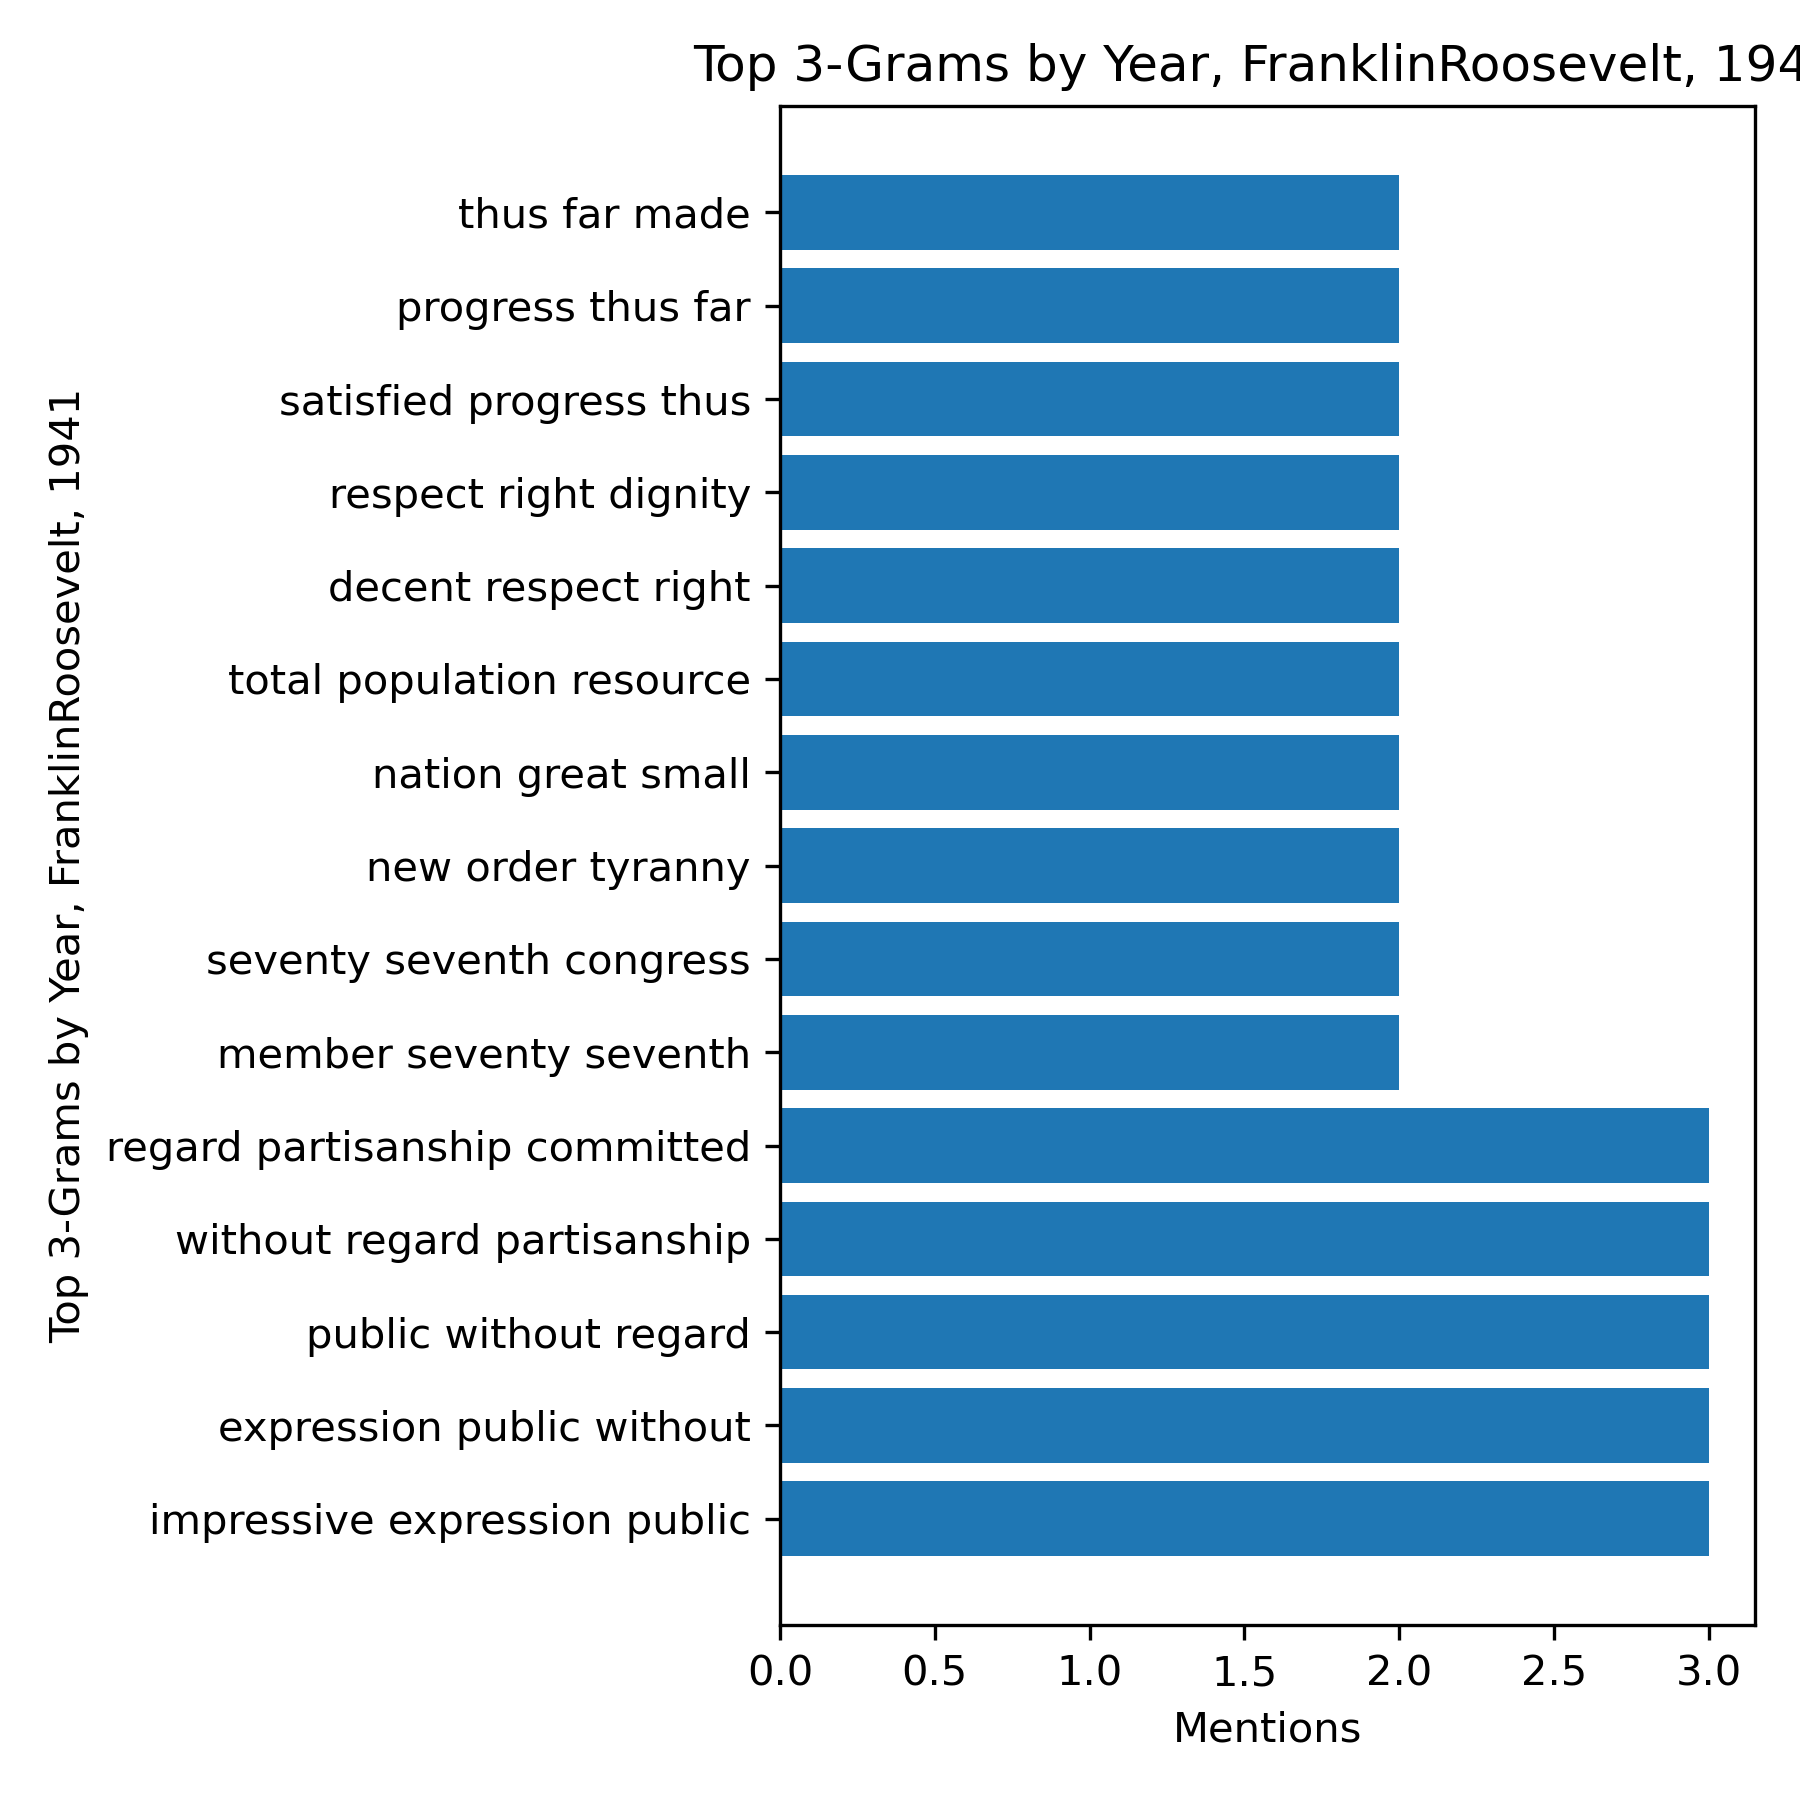 Top 3-Grams by Year, FranklinRoosevelt, 194
Top 3-Grams by Year, FranklinRoosevelt, 1941
thus far made
progress thus far
satisfied progress thus
respect right dignity
decent respect right
total population resource
nation great small
new order tyranny
seventy seventh congress
member seventy seventh
regard partisanship committed
without regard partisanship
public without regard
expression public without
impressive expression public
0.0 0.5 1.0 1.5 2.0 2.5 3.0
Mentions